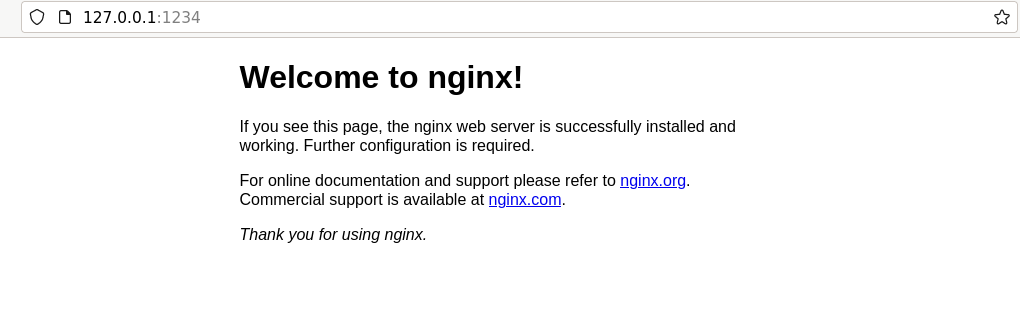 127.0.0.1:1234
Welcome to nginx!
If you see this page, the nginx web server is successfully installed and
working. Further configuration is required.
For online documentation and support please refer to nginx.org.
Commercial support is available at nginx.com.
Thank you for using nginx.